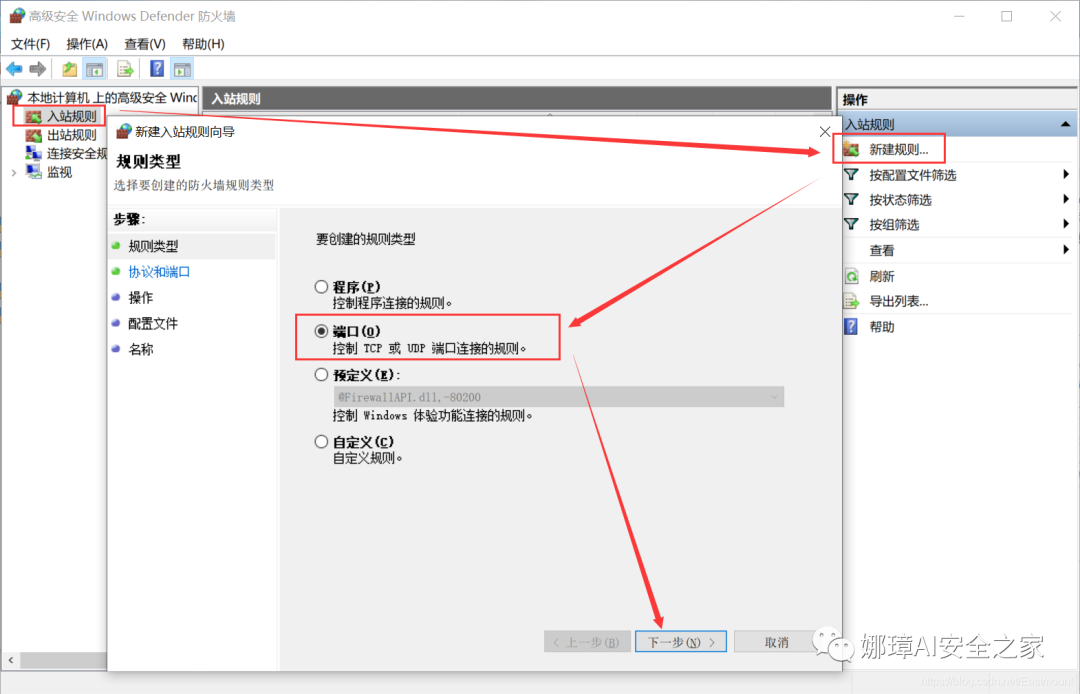 高级安全 Windows Defender 防火墙
文件(F) 操作(A) 查看(V) 帮助(H)
本地计算机 上的高级安全 Wind
入站规则
出站规则
连接安全规
监视
入站规则
新建入站规则向导
规则类型
选择要创建的防火墙规则类型
步骤:
规则类型
协议和端口
操作
配置文件
名称
要创建的规则类型
程序(P)
控制程序连接的规则。
端口(O)
控制 TCP 或 UDP 端口连接的规则。
预定义(E):
@FirewallAPI.dll,-80200
控制 Windows 体验功能连接的规则。
自定义(C)
自定义规则。
< 上一步(B)
下一步(N) >
取消
操作
入站规则
新建规则...
按配置文件筛选
按状态筛选
按组筛选
查看
刷新
导出列表...
帮助
娜璋AI安全之家
https://blog.csdn.net/Eastmount